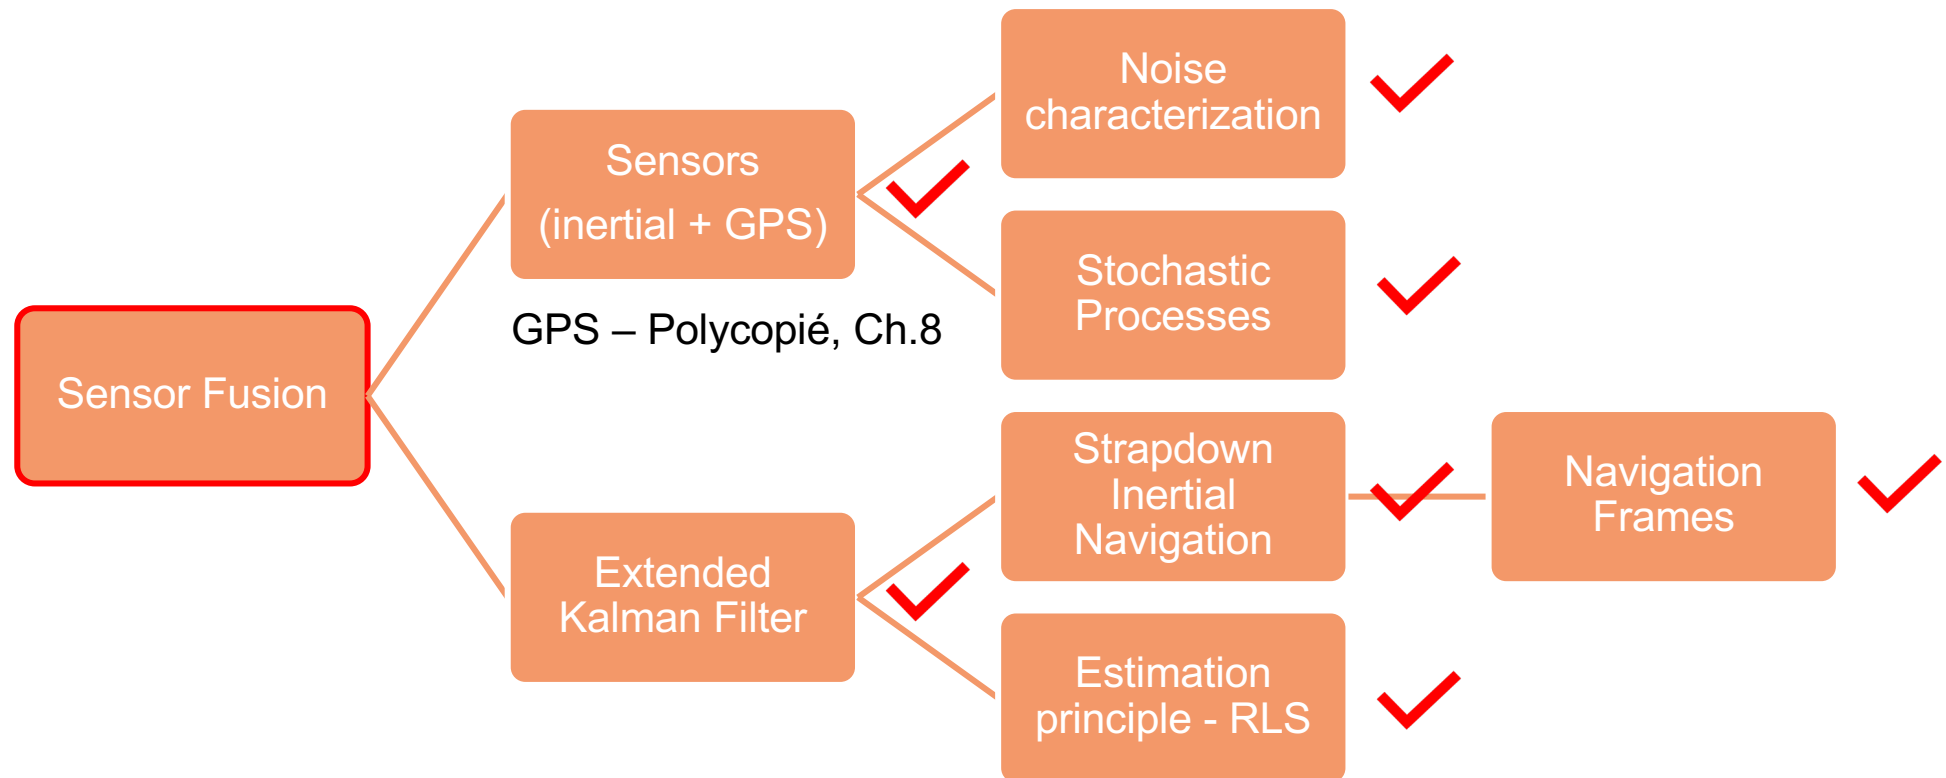 Sensor Fusion
Sensors
(inertial + GPS)
GPS – Polycopié, Ch.8
Extended
Kalman Filter
Noise
characterization
Stochastic
Processes
Strapdown
Inertial
Navigation
Estimation
principle - RLS
Navigation
Frames